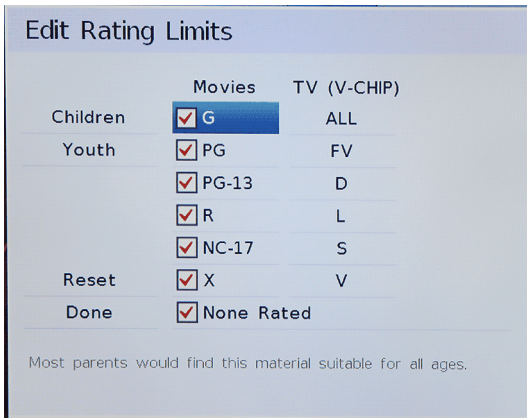 Edit Rating Limits
Movies TV (V-CHIP)
Children G ALL
Youth PG FV
PG-13 D
R L
NC-17 S
Reset X V
Done None Rated
Most parents would find this material suitable for all ages.